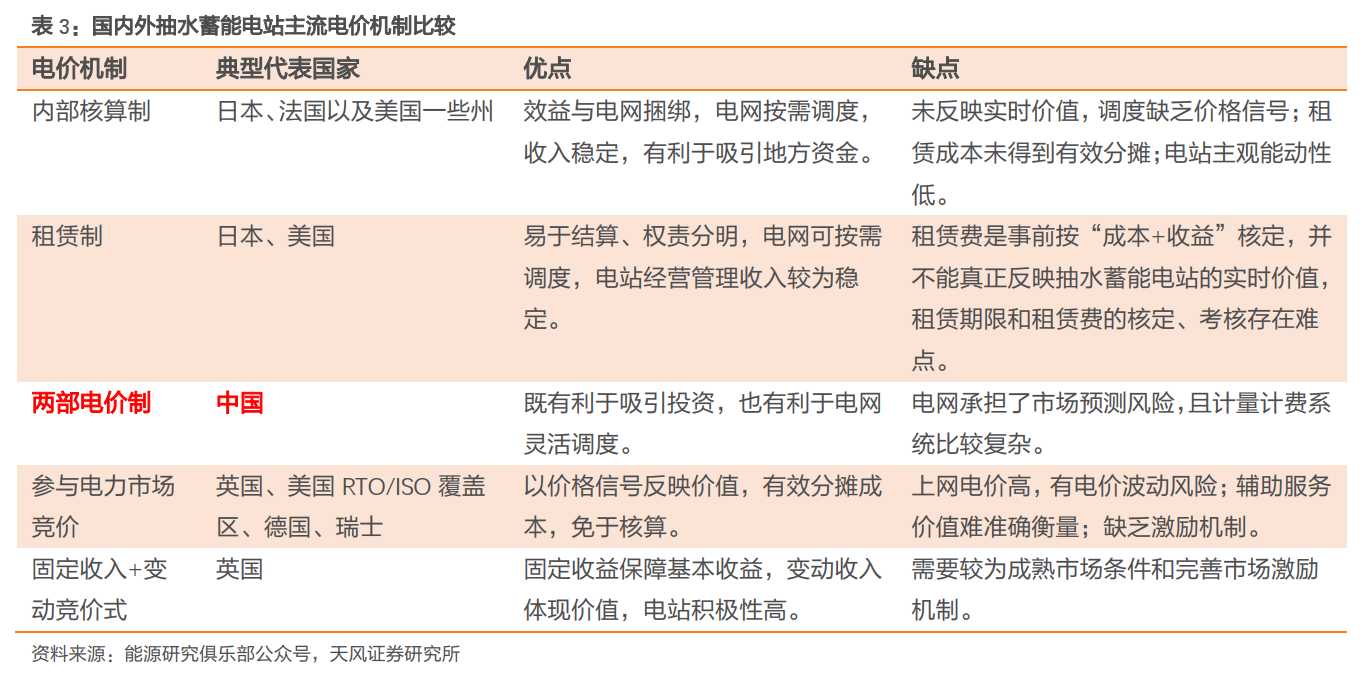 表 3：国内外抽水蓄能电站主流电价机制比较
电价机制 典型代表国家 优点 缺点
内部核算制 日本、法国以及美国一些州 效益与电网捆绑，电网按需调度， 未反映实时价值，调度缺乏价格信号；租
收入稳定，有利于吸引地方资金。 赁成本未得到有效分摊；电站主观能动性
低。
租赁制 日本、美国 易于结算、权责分明，电网可按需 租赁费是事前按“成本+收益”核定，并
调度，电站经营管理收入较为稳 不能真正反映抽水蓄能电站的实时价值，
定。 租赁期限和租赁费的核定、考核存在难
点。
两部电价制 中国 既有利于吸引投资，也有利于电网 电网承担了市场预测风险，且计量计费系
灵活调度。 统比较复杂。
参与电力市场 英国、美国 RTO/ISO 覆盖 以价格信号反映价值，有效分摊成 上网电价高，有电价波动风险；辅助服务
竞价 区、德国、瑞士 本，免于核算。 价值难准确衡量；缺乏激励机制。
固定收入+变 英国 固定收益保障基本收益，变动收入 需要较为成熟市场条件和完善市场激励
动竞价式 体现价值，电站积极性高。 机制。
资料来源：能源研究俱乐部公众号，天风证券研究所